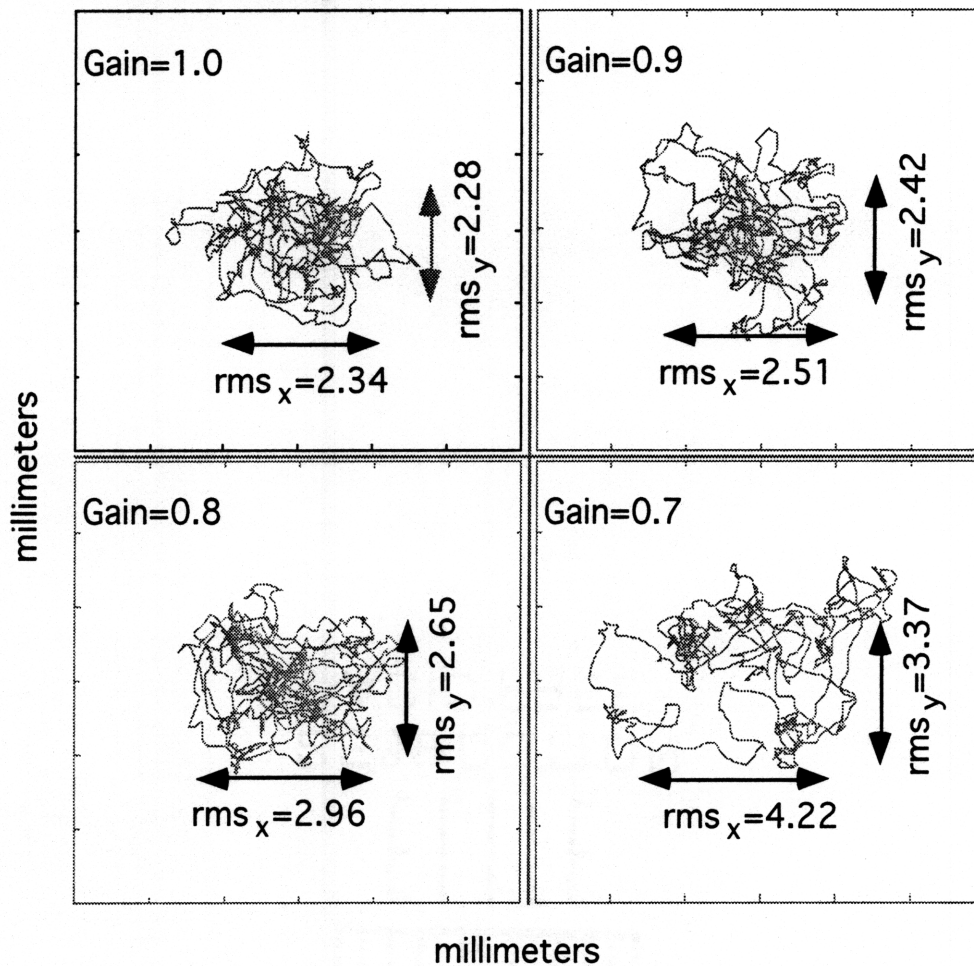 Gain=1.0
rms y=2.28
rms x=2.34
Gain=0.9
rms y=2.42
rms x=2.51
Gain=0.8
rms y=2.65
rms x=2.96
Gain=0.7
rms y=3.37
rms x=4.22
millimeters
millimeters